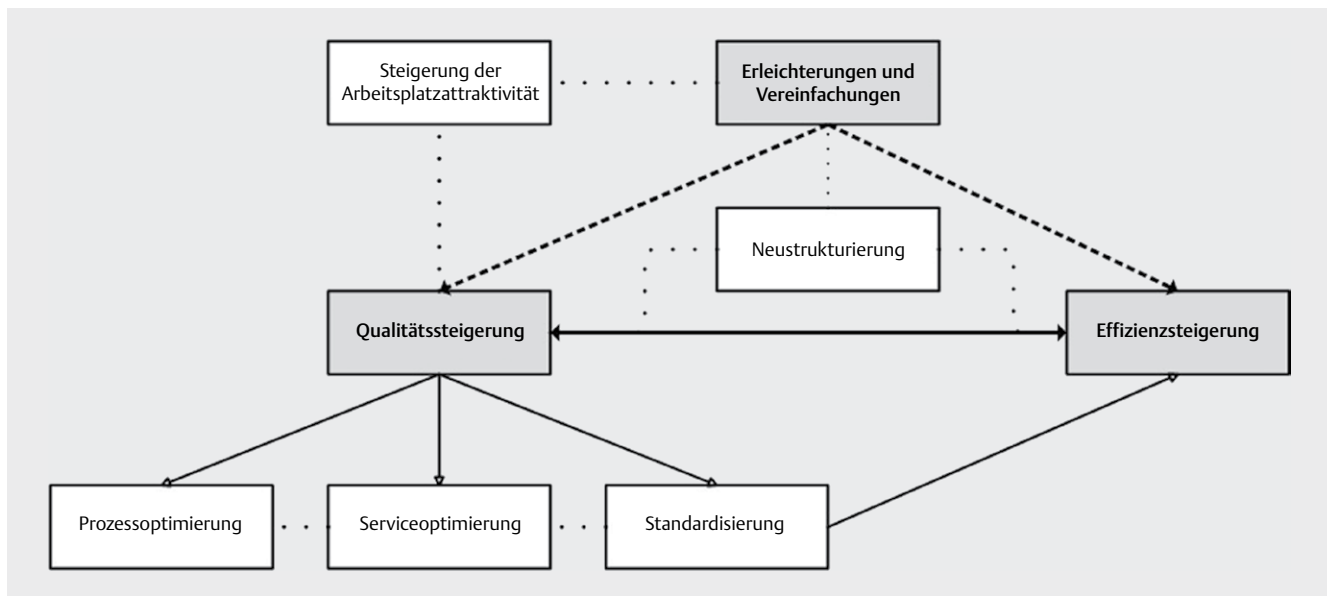 Steigerung der
Arbeitsplatzattraktivität
Erleichterungen und
Vereinfachungen
Neustrukturierung
Qualitätssteigerung
Effizienzsteigerung
Prozessoptimierung
Serviceoptimierung
Standardisierung